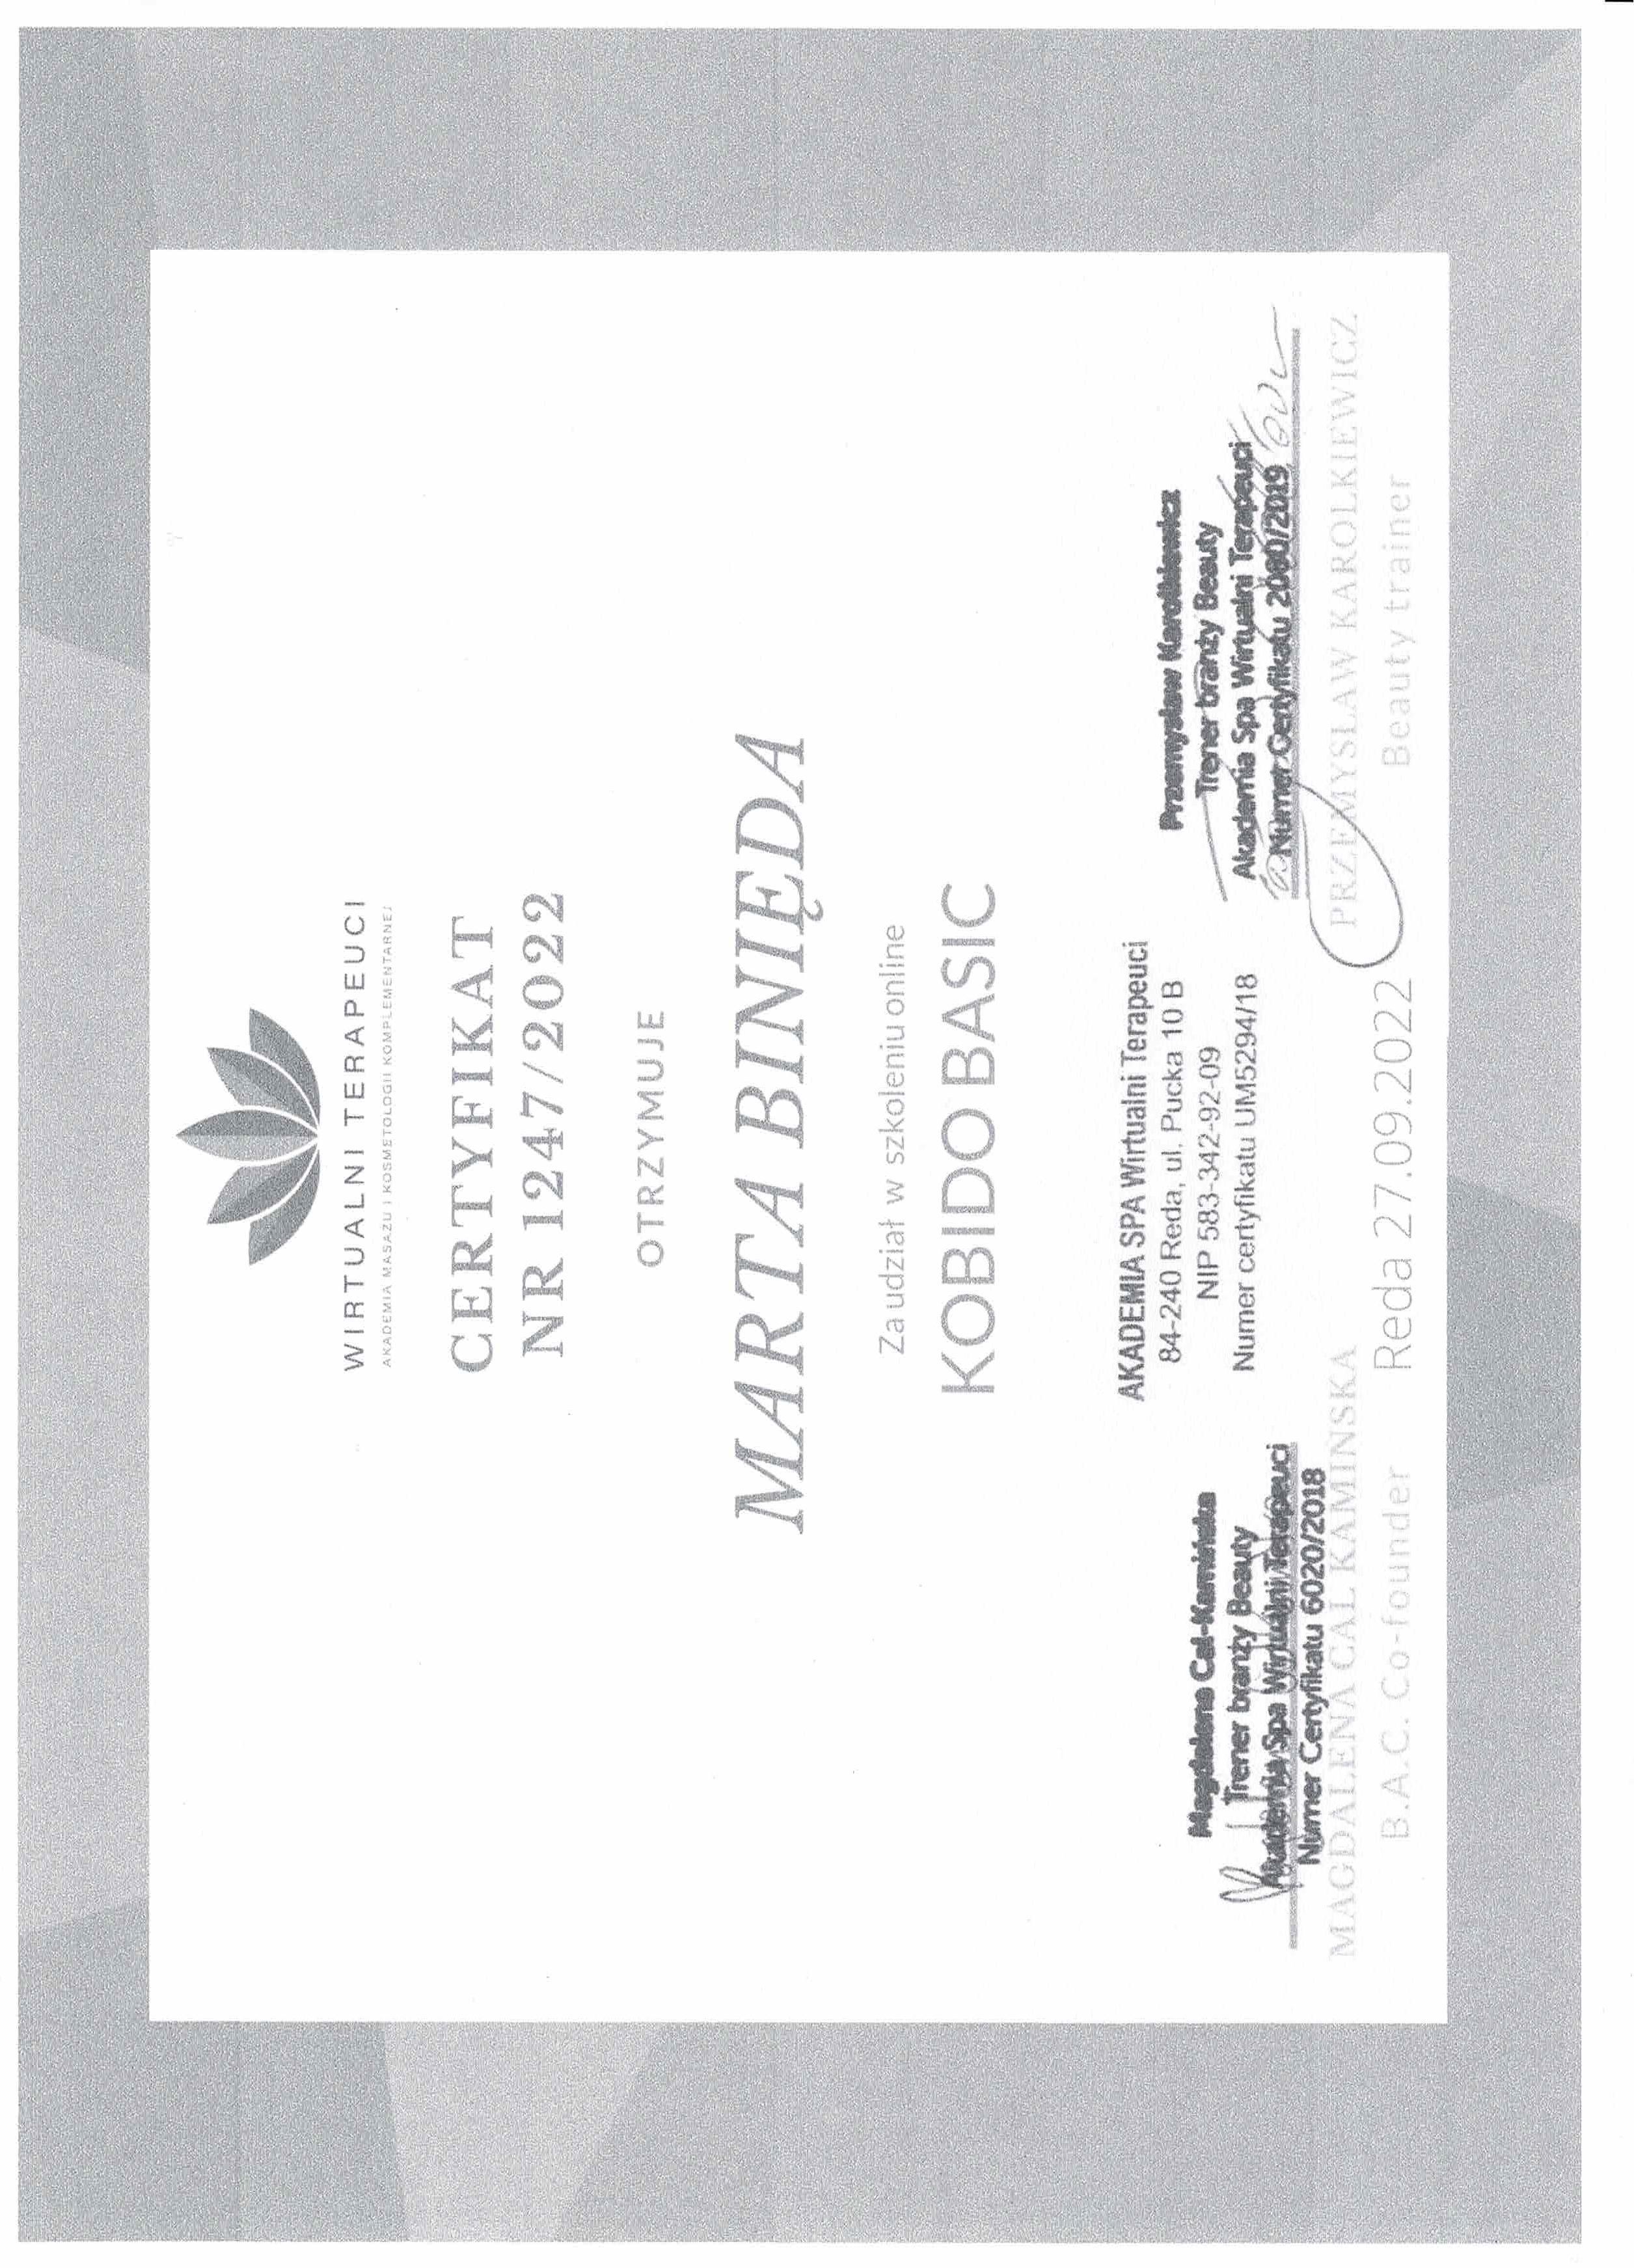 WIRTUALNI TERAPEUCI
AKADEMIA MASAŻU I KOSMETOLOGII KOMPLEMENTARNEJ
CERTYFIKAT
NR 1247/2022
OTRZYMUJE
MARTA BINIĘDA
Za udział w szkoleniu online
KOBIDO BASIC
AKADEMIA SPA Wirtualni Terapeuci
84-240 Reda, ul. Pucka 10 B
NIP 583-342-92-09
Numer certyfikatu UM5294/18
Magdalena Cal-Kamińska
Trener branży Beauty
Akademia Spa Wirtualni Terapeuci
Numer Certyfikatu 6020/2018
MAGDALENA CAL KAMIŃSKA
B.A.C. Co-founder
Reda 27.09.2022
Przemysław Karolkiewicz
Trener branży Beauty
Akademia Spa Wirtualni Terapeuci
Numer Certyfikatu 2080/2019
PRZEMYSŁAW KAROLKIEWICZ
Beauty trainer